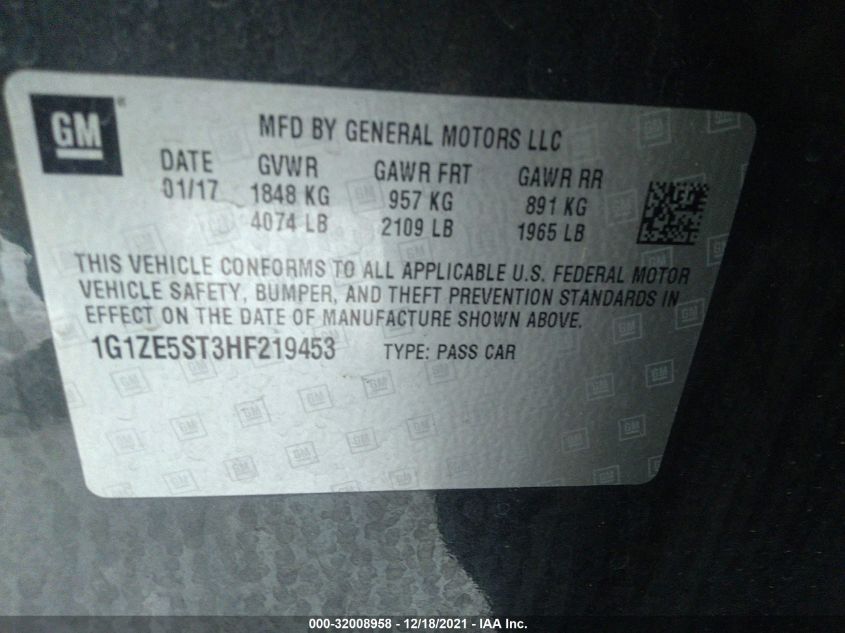 GM
MFD BY GENERAL MOTORS LLC
DATE GVWR GAWR FRT GAWR RR
01/17 1848 KG 957 KG 891 KG
4074 LB 2109 LB 1965 LB
THIS VEHICLE CONFORMS TO ALL APPLICABLE U.S. FEDERAL MOTOR
VEHICLE SAFETY, BUMPER, AND THEFT PREVENTION STANDARDS IN
EFFECT ON THE DATE OF MANUFACTURE SHOWN ABOVE.
1G1ZE5ST3HF219453 TYPE: PASS CAR
000-32008958 - 12/18/2021 - IAA Inc.